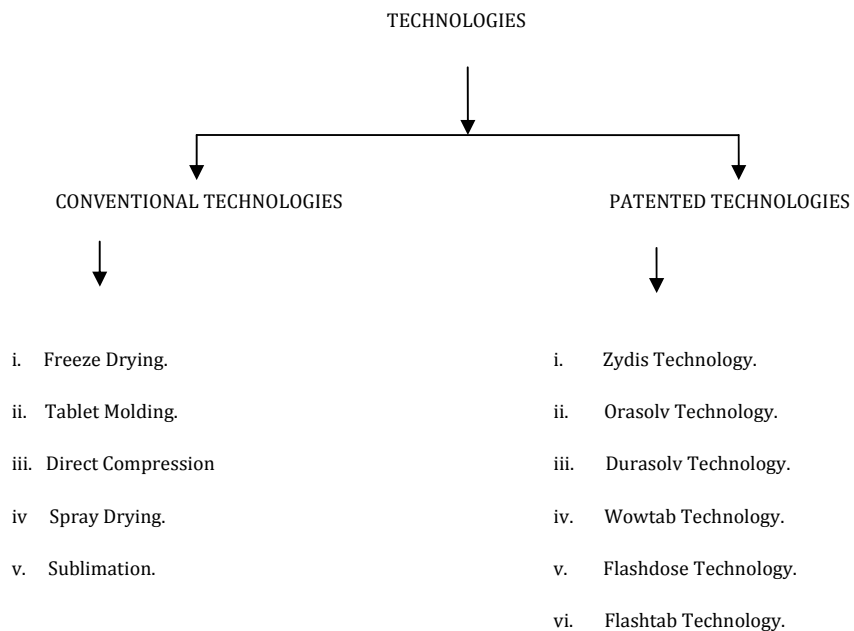 TECHNOLOGIES
CONVENTIONAL TECHNOLOGIES
PATENTED TECHNOLOGIES
i. Freeze Drying.
ii. Tablet Molding.
iii. Direct Compression
iv Spray Drying.
v. Sublimation.
i. Zydis Technology.
ii. Orasolv Technology.
iii. Durasolv Technology.
iv. Wowtab Technology.
v. Flashdose Technology.
vi. Flashtab Technology.